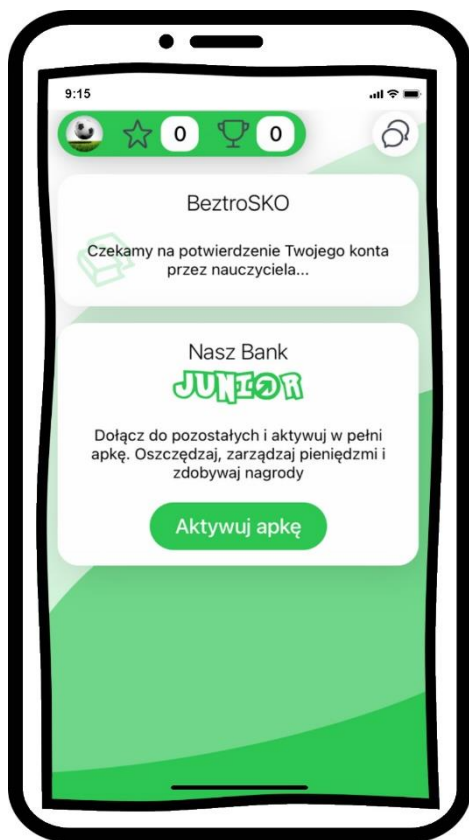 9:15
0 0
BeztroSKO
Czekamy na potwierdzenie Twojego konta
przez nauczyciela...
Nasz Bank
JUNIOR
Dołącz do pozostałych i aktywuj w pełni
apkę. Oszczędzaj, zarządzaj pieniędzmi i
zdobywaj nagrody
Aktywuj apkę